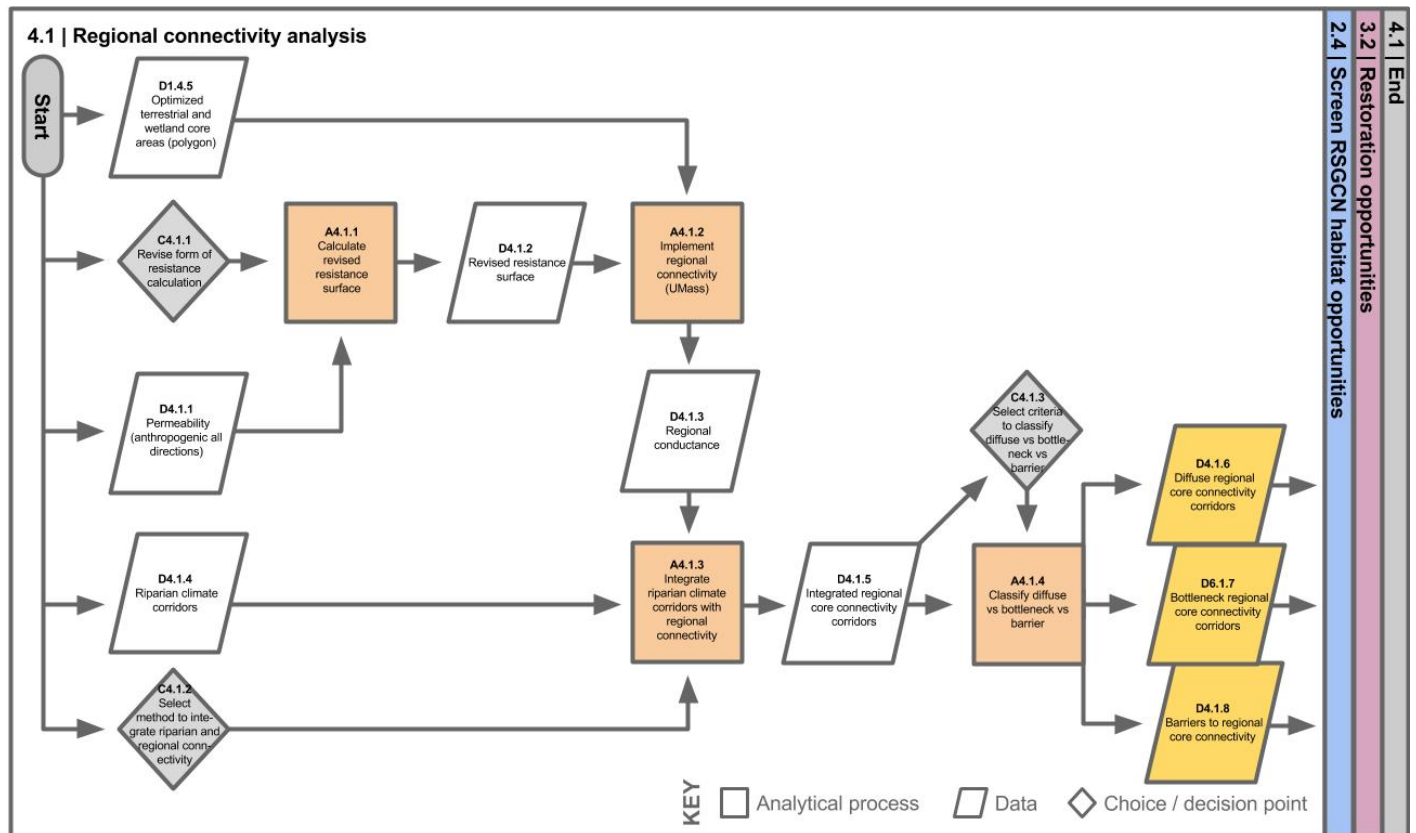 4.1 | Regional connectivity analysis
Start
D1.4.5
Optimized
terrestrial and
wetland core
areas (polygon)
C4.1.1
Revise form of
resistance
calculation
A4.1.1
Calculate
revised
resistance
surface
D4.1.2
Revised resistance
surface
A4.1.2
Implement
regional
connectivity
(UMass)
D4.1.1
Permeability
(anthropogenic all
directions)
D4.1.3
Regional
conductance
C4.1.3
Select criteria
to classify
diffuse vs bottle-
neck vs
barrier
D4.1.4
Riparian climate
corridors
A4.1.3
Integrate
riparian climate
corridors with
regional
connectivity
D4.1.5
Integrated regional
core connectivity
corridors
A4.1.4
Classify diffuse
vs bottleneck vs
barrier
D4.1.6
Diffuse regional
core connectivity
corridors
D6.1.7
Bottleneck regional
core connectivity
corridors
D4.1.8
Barriers to regional
core connectivity
C4.1.2
Select
method to inte-
grate riparian and
regional conn-
ectivity
2.4 | Screen RSGCN habitat opportunities
3.2 | Restoration opportunities
4.1 | End
KEY
Analytical process
Data
Choice / decision point